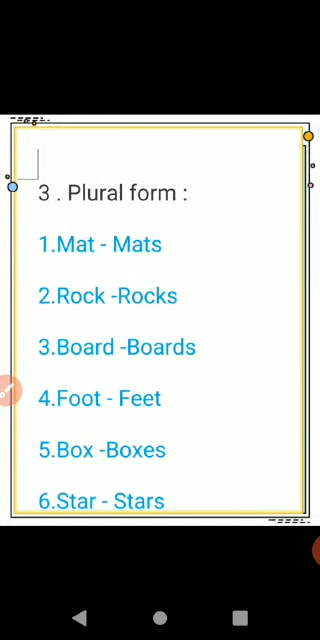 3 . Plural form :
1.Mat - Mats
2.Rock -Rocks
3.Board -Boards
4.Foot - Feet
5.Box -Boxes
6.Star - Stars